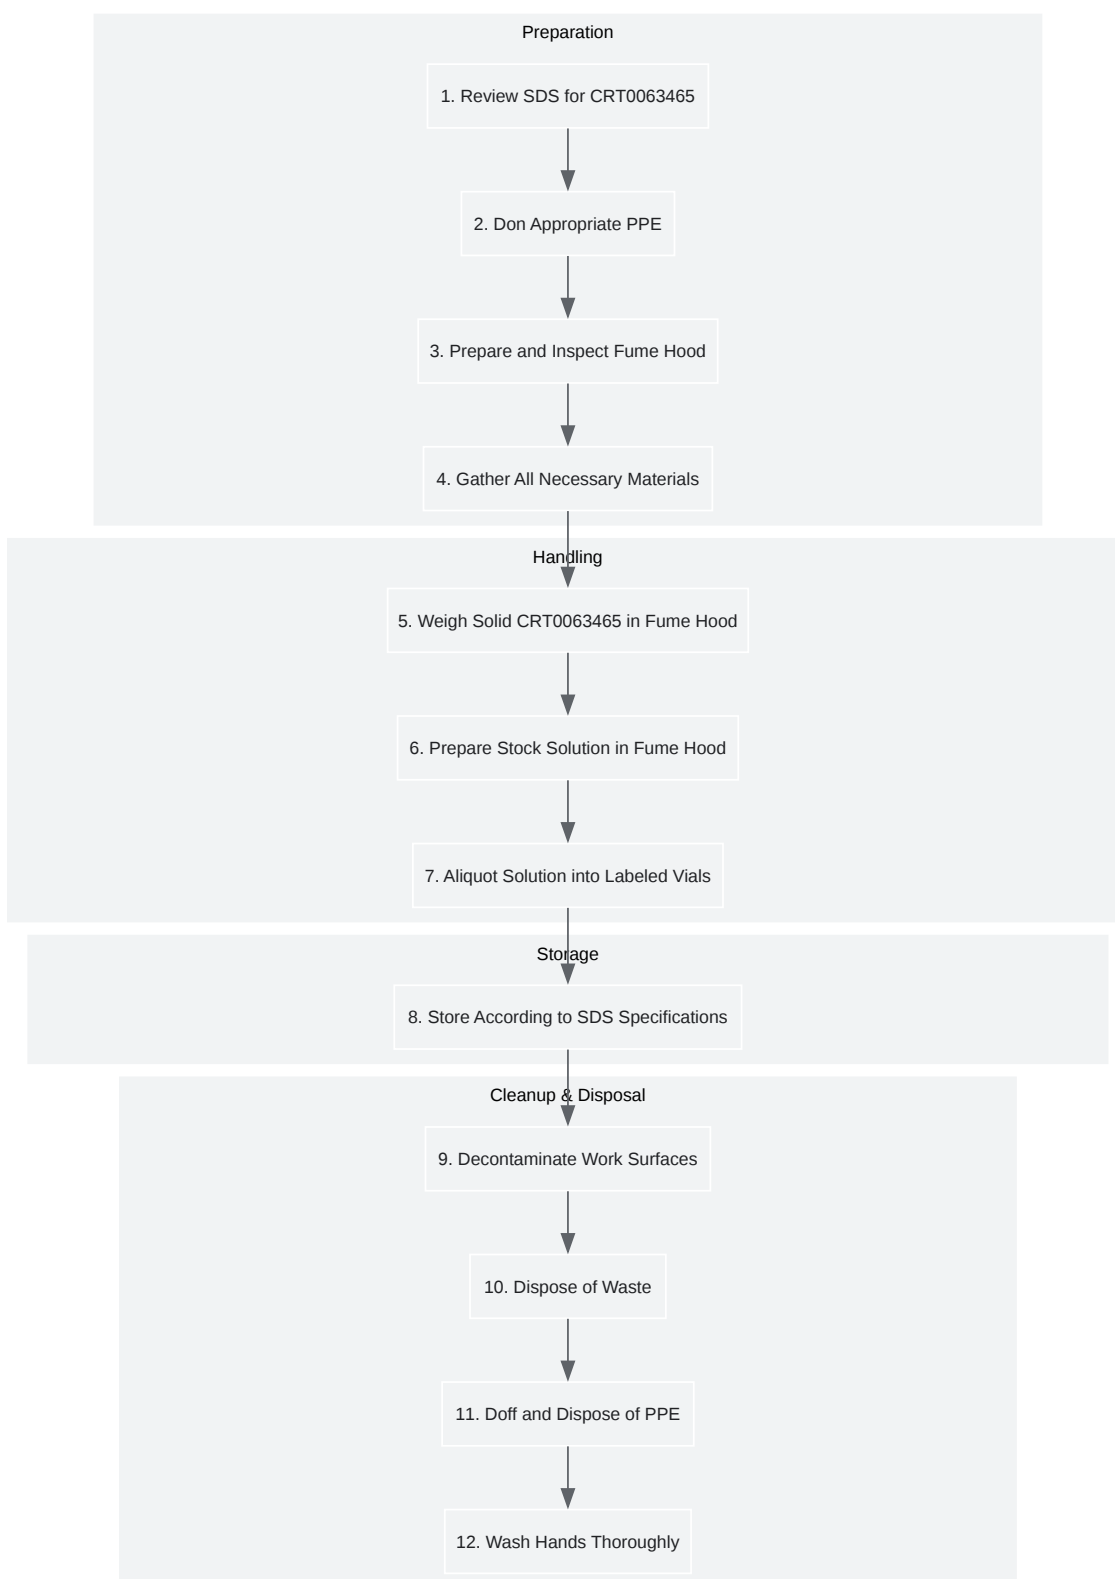 Preparation
1. Review SDS for CRT0063465
2. Don Appropriate PPE
3. Prepare and Inspect Fume Hood
4. Gather All Necessary Materials
Handling
5. Weigh Solid CRT0063465 in Fume Hood
6. Prepare Stock Solution in Fume Hood
7. Aliquot Solution into Labeled Vials
Storage
8. Store According to SDS Specifications
Cleanup & Disposal
9. Decontaminate Work Surfaces
10. Dispose of Waste
11. Doff and Dispose of PPE
12. Wash Hands Thoroughly